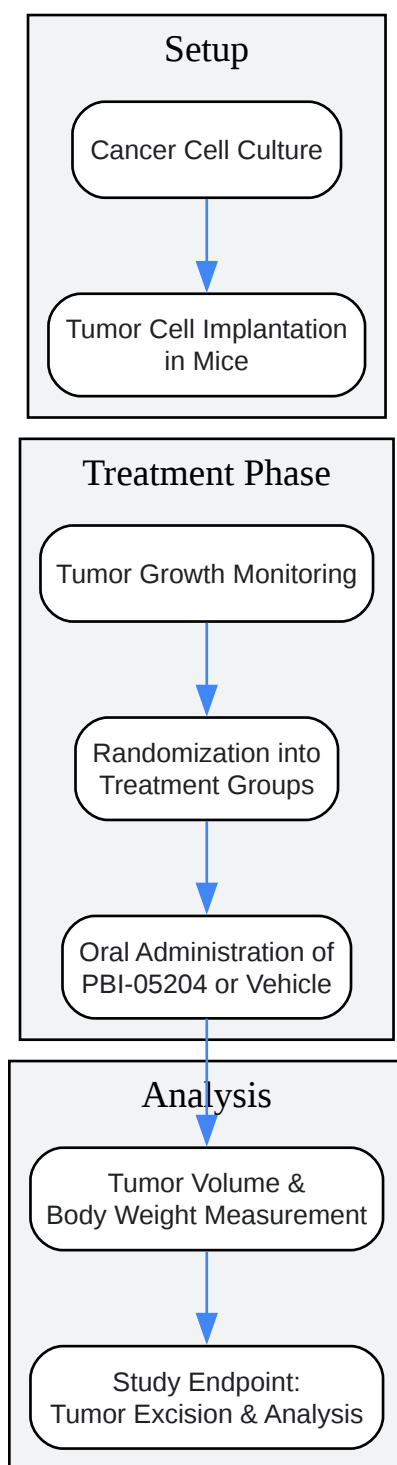 Setup
Cancer Cell Culture
Tumor Cell Implantation
in Mice
Treatment Phase
Tumor Growth Monitoring
Randomization into
Treatment Groups
Oral Administration of
PBI-05204 or Vehicle
Analysis
Tumor Volume &
Body Weight Measurement
Study Endpoint:
Tumor Excision & Analysis